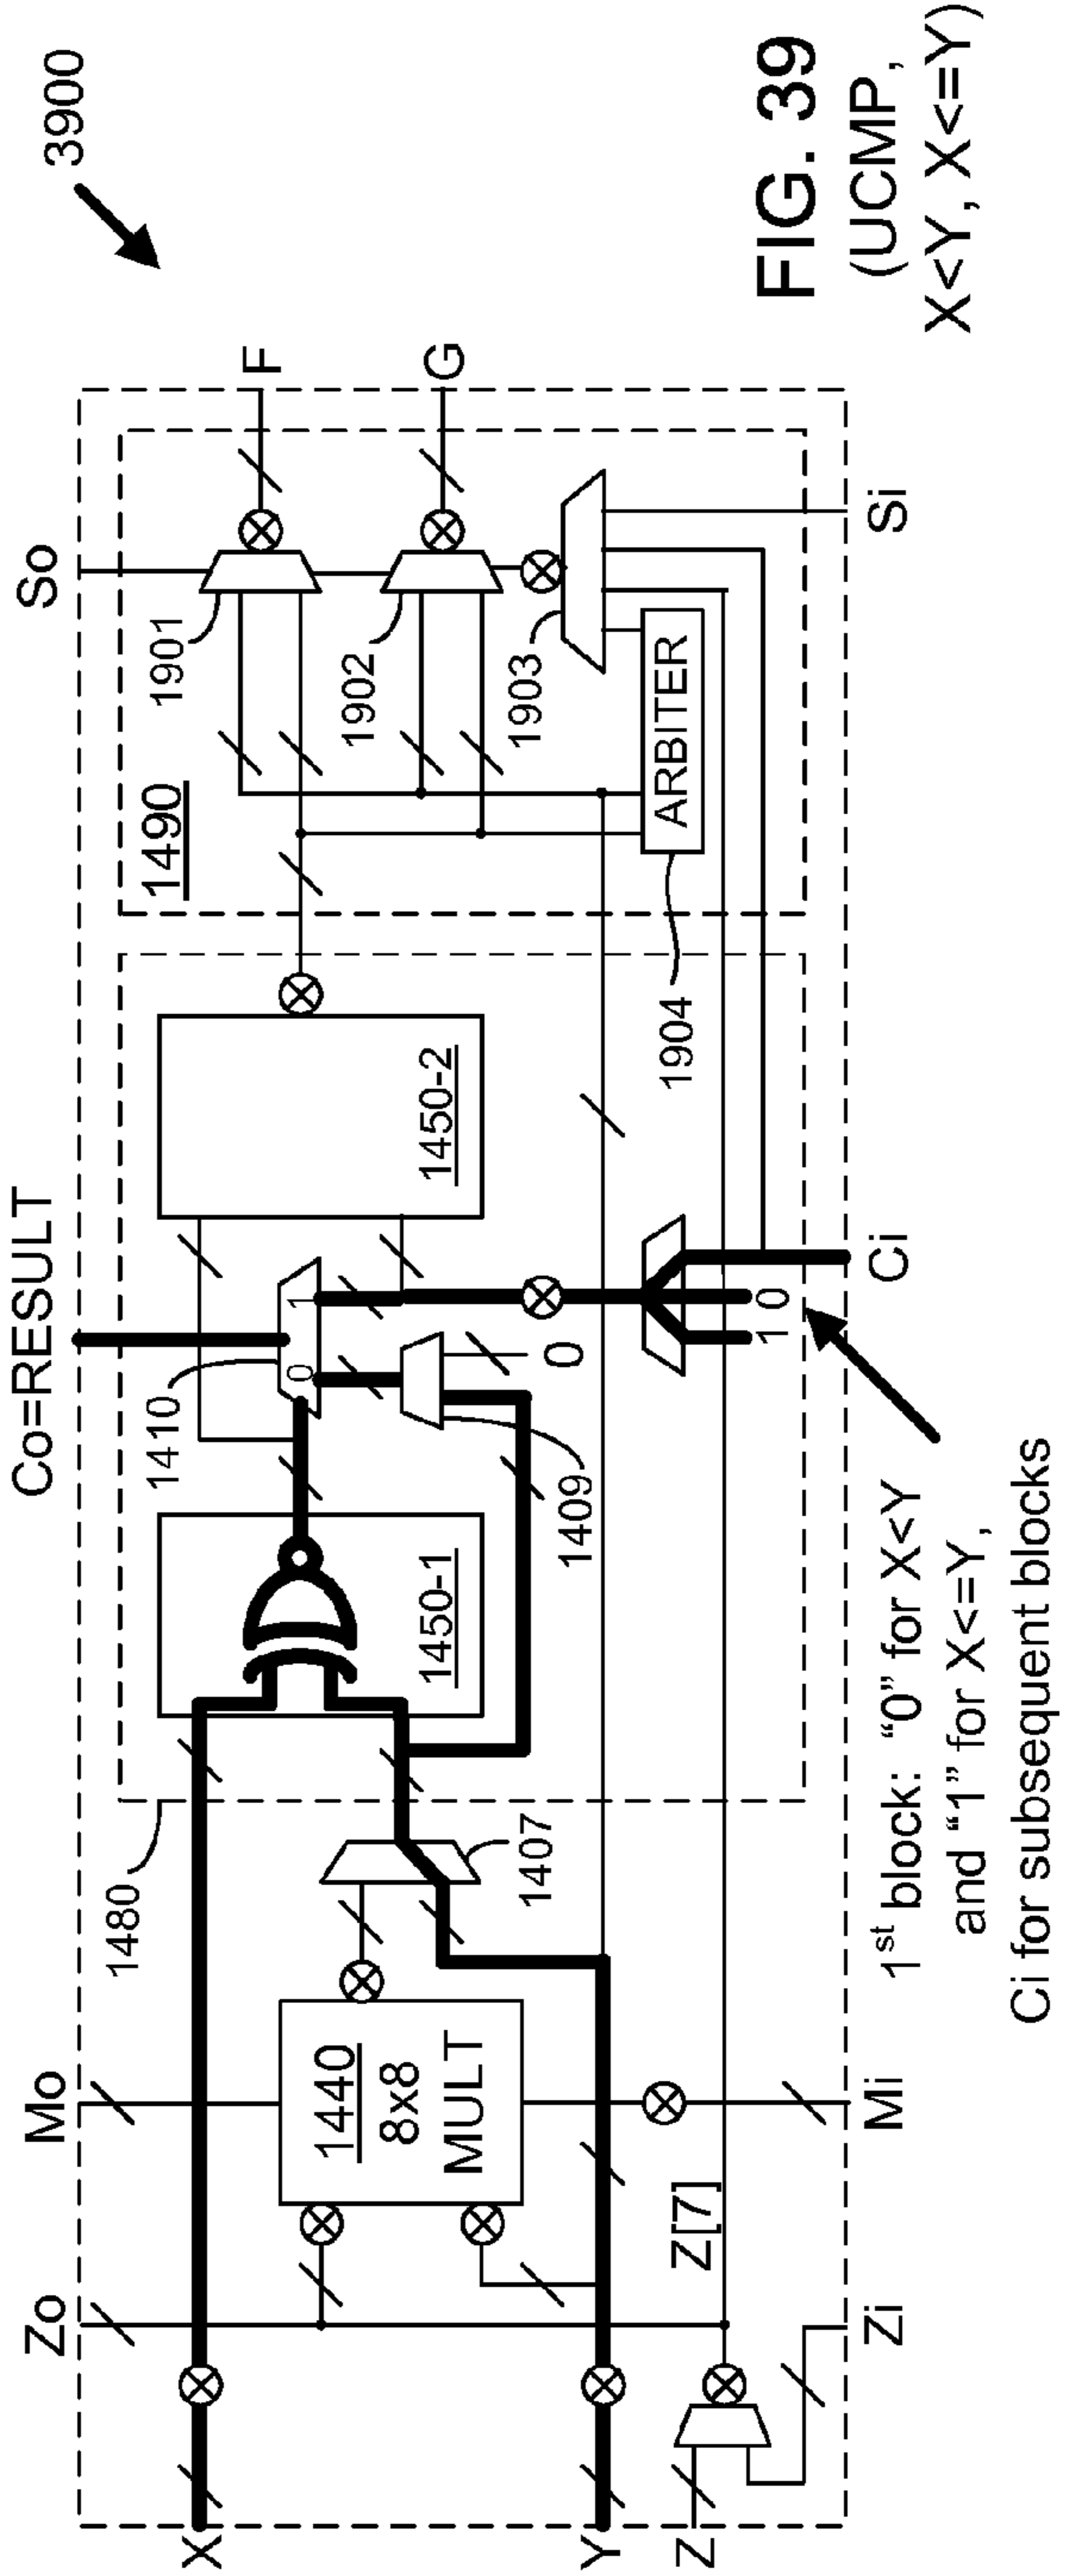 3900
Co=RESULT
So
Mo
Zo
X
Y
Z
Zi
Mi
Ci
Si
F
G
1480
1440
8x8
MULT
Z[7]
1407
1450-1
1409
1410
0
1
0
1
0
1450-2
1490
1901
1902
1903
ARBITER
1904
1st block: "0" for X<Y
and "1" for X<=Y,
Ci for subsequent blocks
FIG. 39
(UCMP,
X<Y, X<=Y)